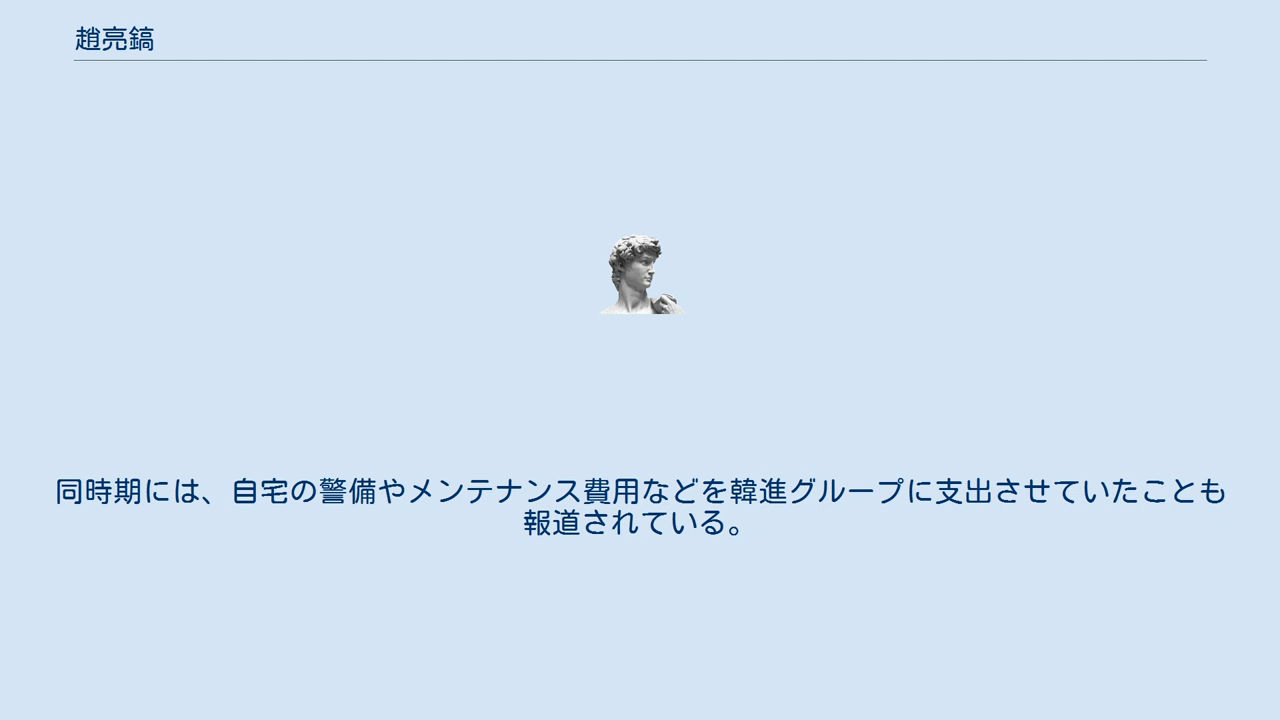 趙亮鎬
同時期には、自宅の警備やメンテナンス費用などを韓進グループに支出させていたことも
報道されている。